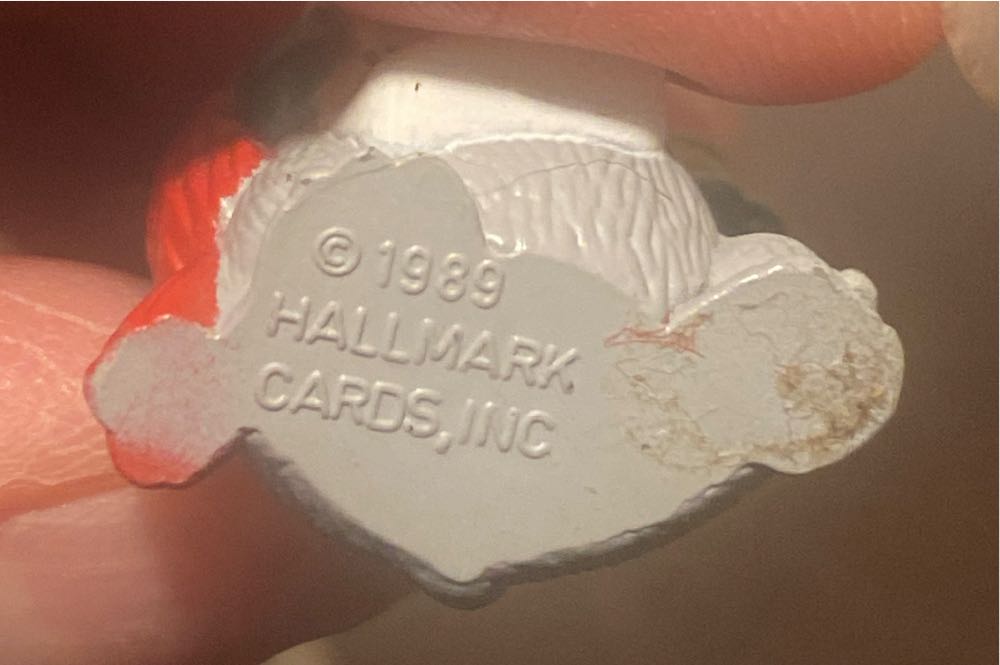 © 1989
HALLMARK
CARDS, INC